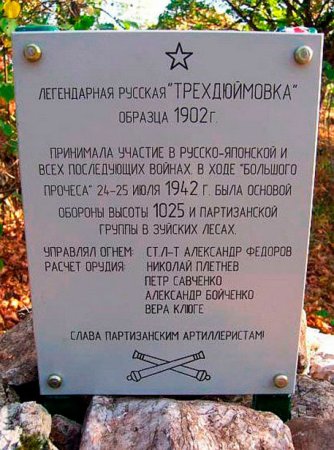 ЛЕГЕНДАРНАЯ РУССКАЯ "ТРЕХДЮЙМОВКА"
ОБРАЗЦА 1902 Г.
ПРИНИМАЛА УЧАСТИЕ В РУССКО-ЯПОНСКОЙ И
ВСЕХ ПОСЛЕДУЮЩИХ ВОЙНАХ. В ХОДЕ "БОЛЬШОГО
ПРОЧЕСА" 24-25 ИЮЛЯ 1942 Г. БЫЛА ОСНОВОЙ
ОБОРОНЫ ВЫСОТЫ 1025 И ПАРТИЗАНСКОЙ
ГРУППЫ В ЗУЙСКИХ ЛЕСАХ.
УПРАВЛЯЛ ОГНЕМ: СТ.Л-Т АЛЕКСАНДР ФЕДОРОВ
РАСЧЕТ ОРУДИЯ: НИКОЛАЙ ПЛЕТНЕВ
ПЕТР САВЧЕНКО
АЛЕКСАНДР БОЙЧЕНКО
ВЕРА КЛЮГЕ
СЛАВА ПАРТИЗАНСКИМ АРТИЛЛЕРИСТАМ!